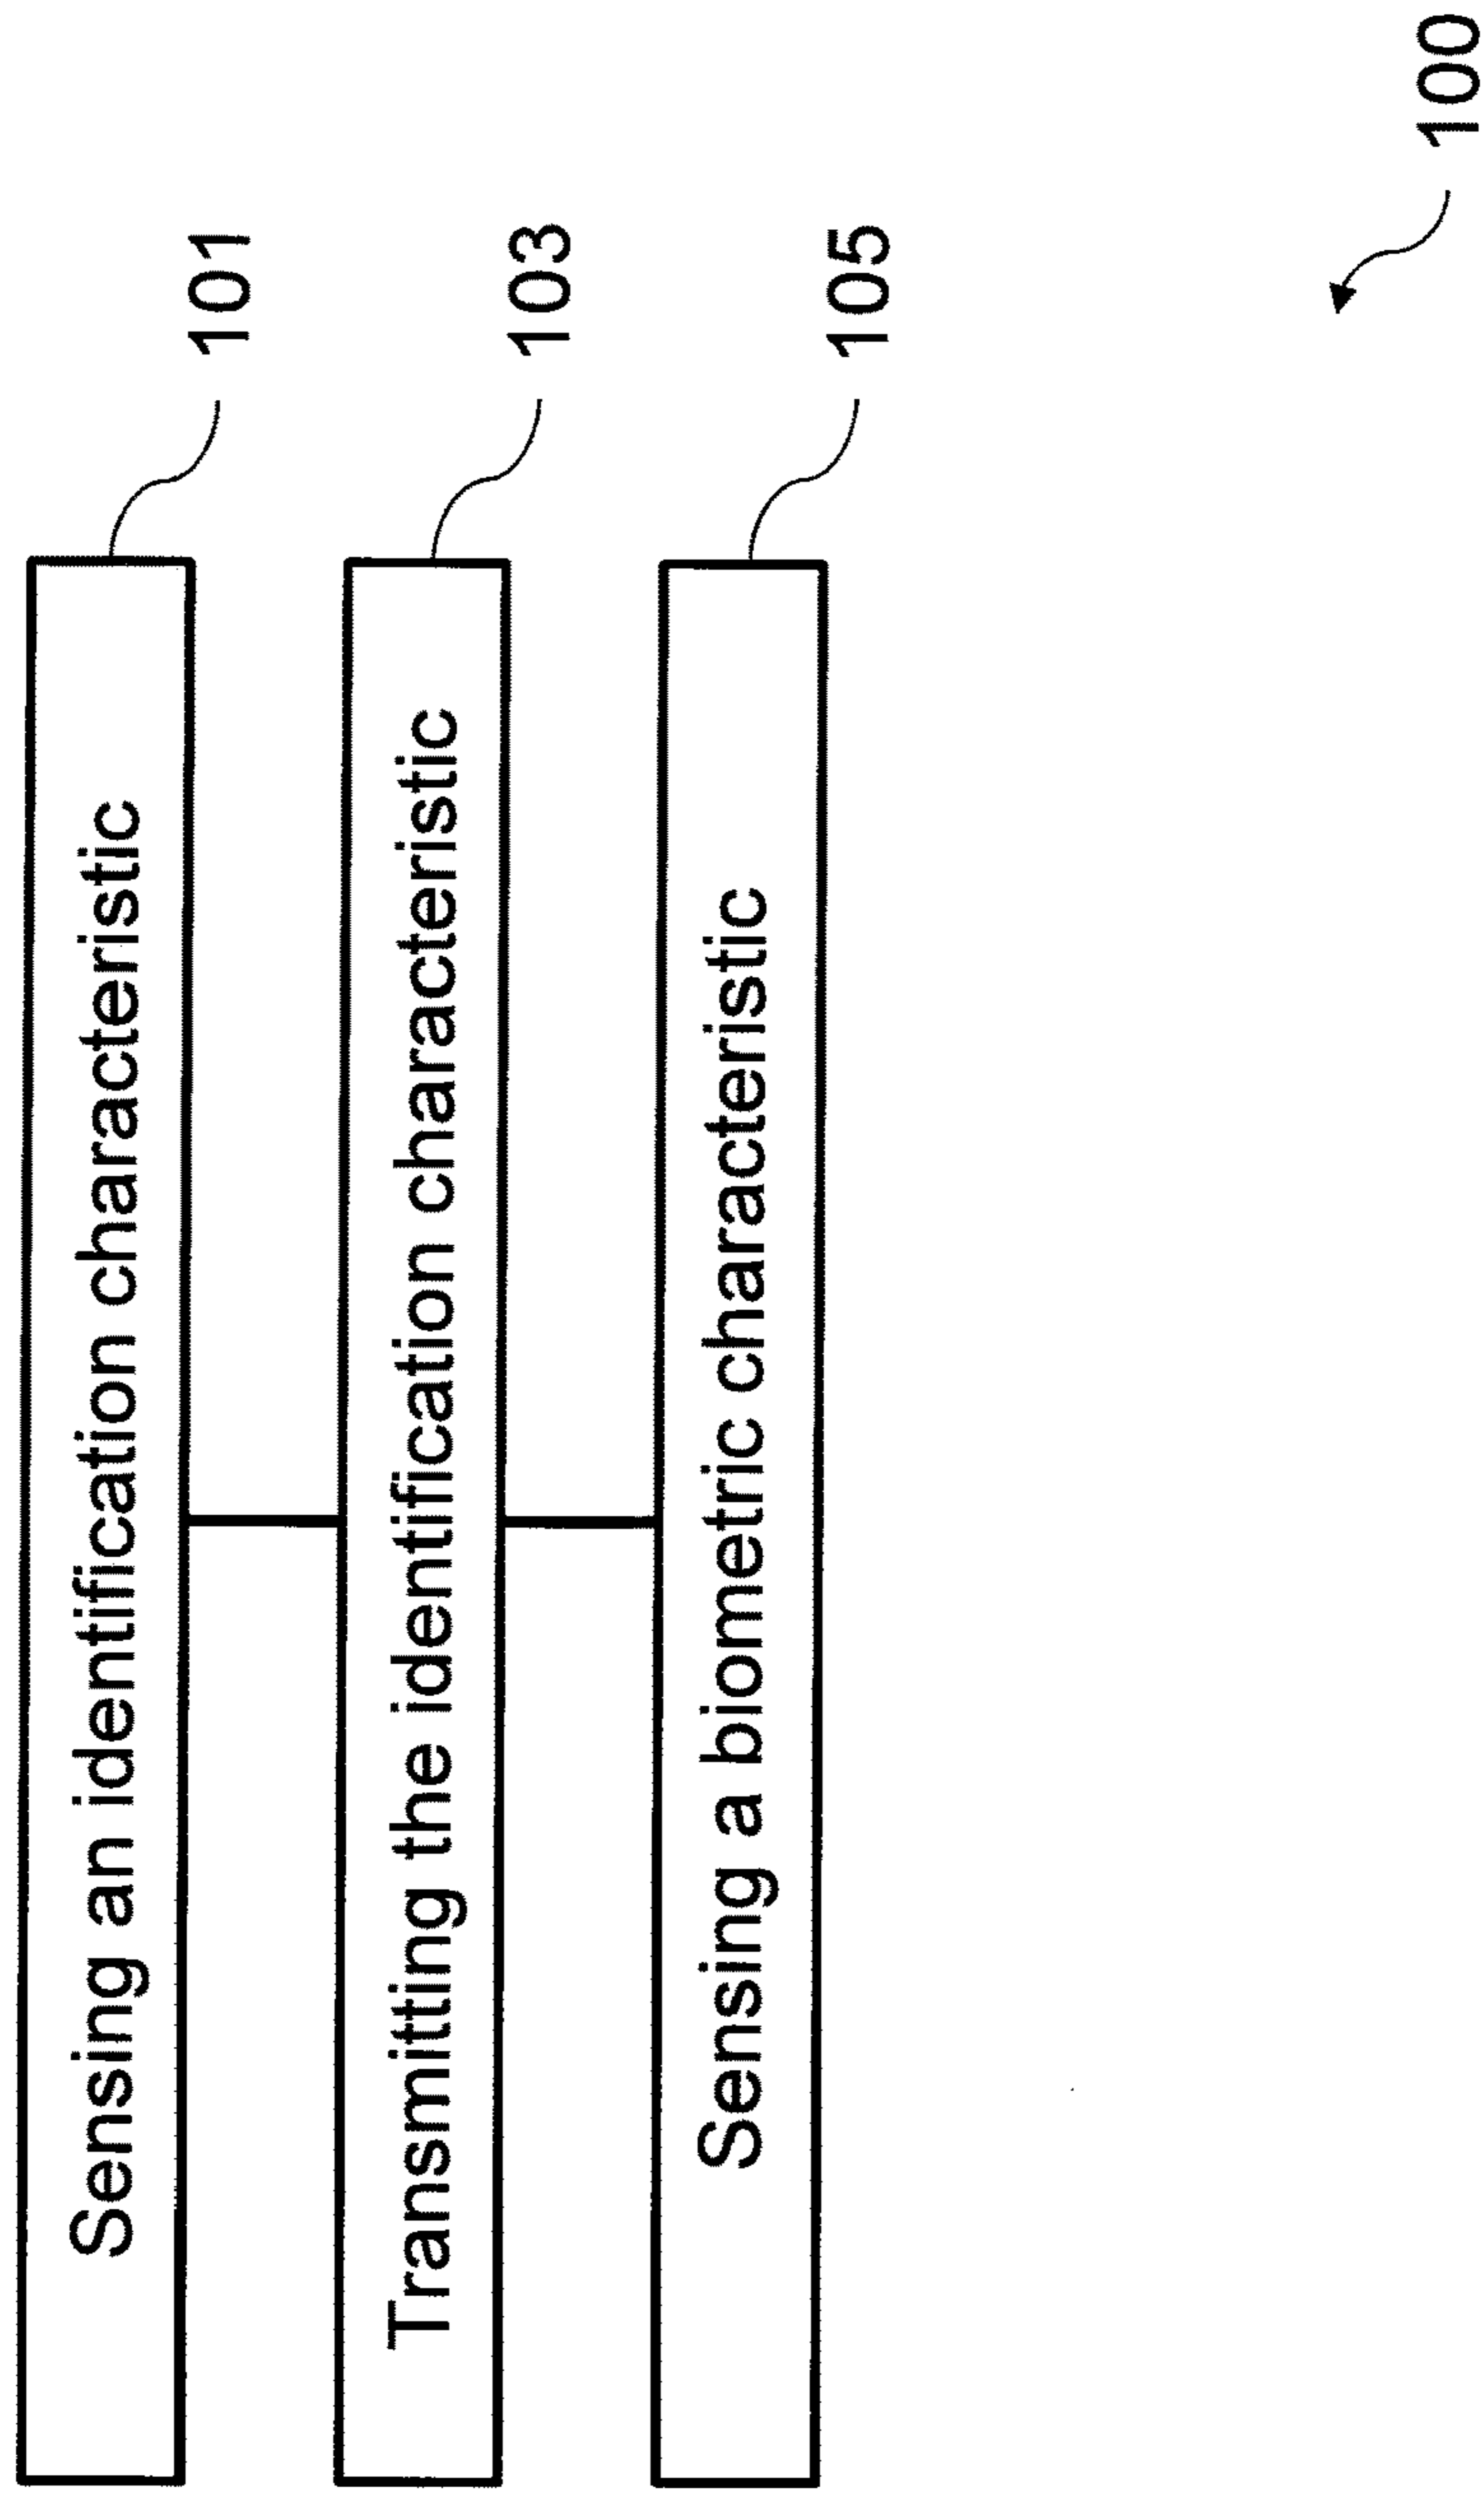 Sensing an identification characteristic
101
Transmitting the identification characteristic
103
Sensing a biometric characteristic
105
100